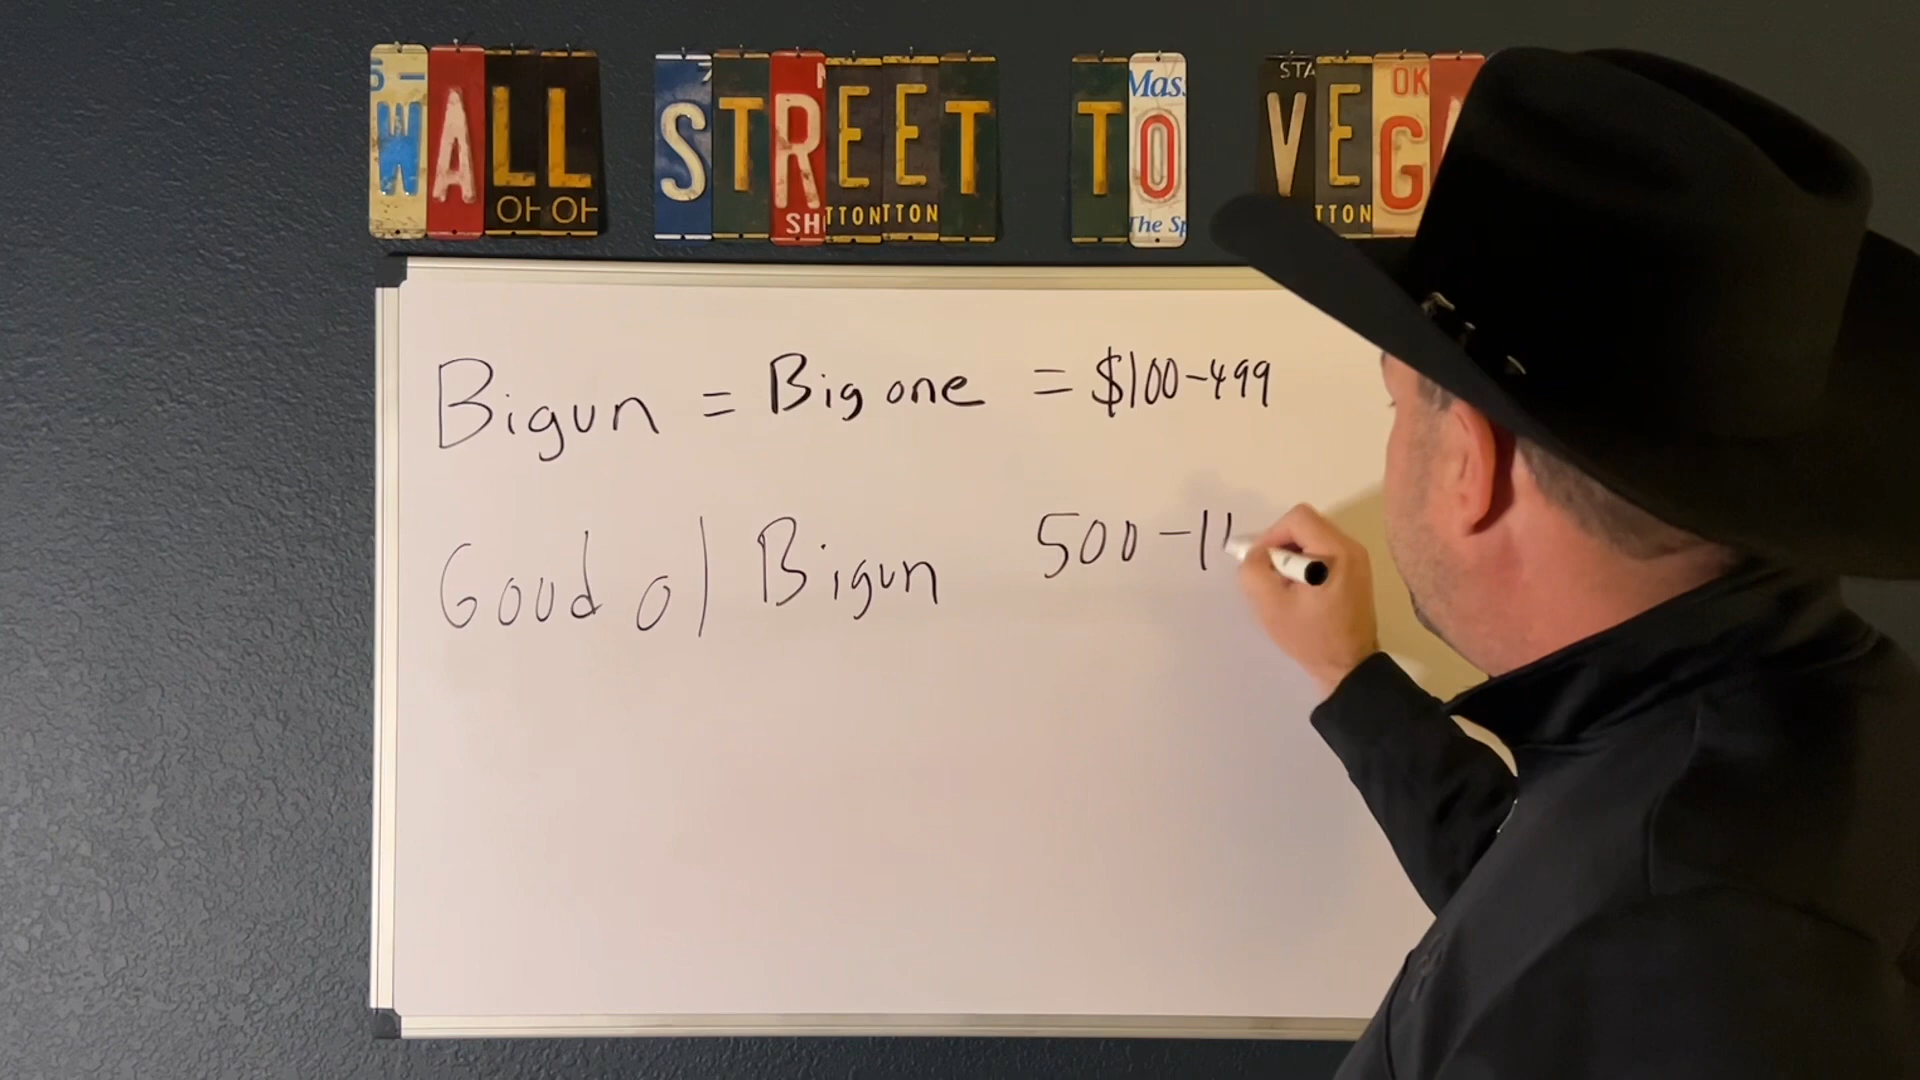 WALL STREET TO VEG
Bigun = Big one = $100-499
Good ol Bigun 500-1